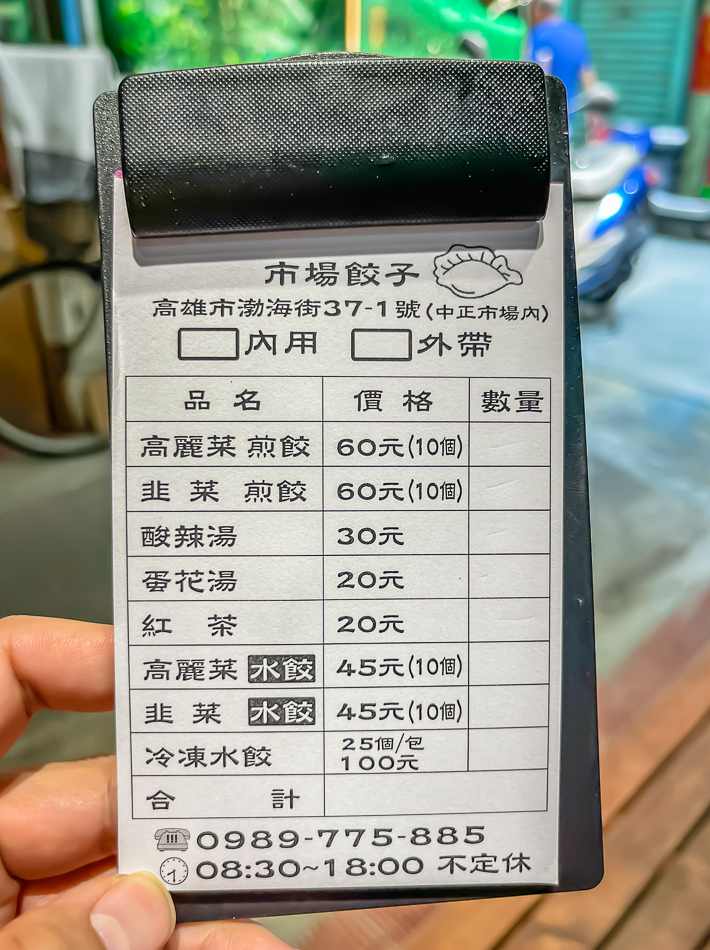 市場餃子
高雄市渤海街37-1號(中正市場內)
內用 外帶
品名 價格 數量
高麗菜 煎餃 60元(10個)
韭菜 煎餃 60元(10個)
酸辣湯 30元
蛋花湯 20元
紅茶 20元
高麗菜 水餃 45元(10個)
韭菜 水餃 45元(10個)
冷凍水餃 25個/包 100元
合計
0989-775-885
08:30~18:00 不定休